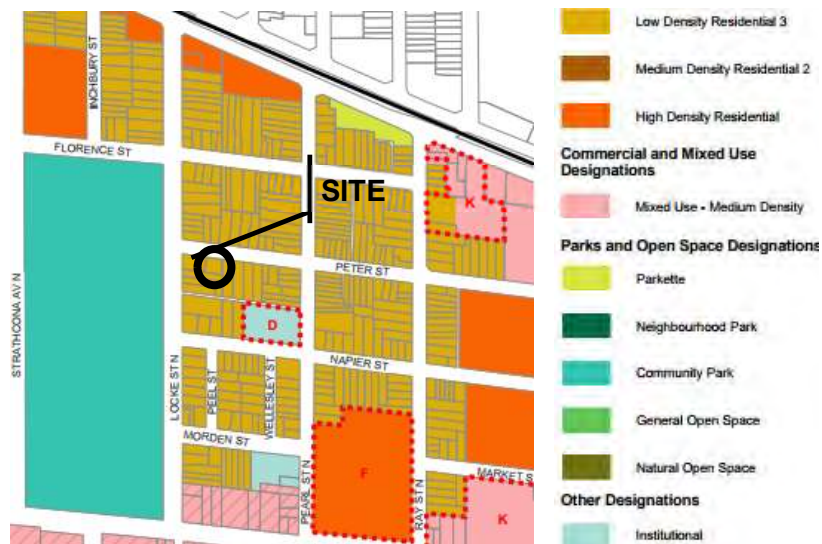 INCHBURY ST
FLORENCE ST
SITE
K
PETER ST
STRATHCONA AV N
D
NAPIER ST
LOCKE ST N
PEEL ST
WELLESLEY ST
MORDEN ST
PEARL ST N
F
RAY ST N
MARKET S
K
Low Density Residential 3
Medium Density Residential 2
High Density Residential
Commercial and Mixed Use
Designations
Mixed Use - Medium Density
Parks and Open Space Designations
Parkette
Neighbourhood Park
Community Park
General Open Space
Natural Open Space
Other Designations
Institutional